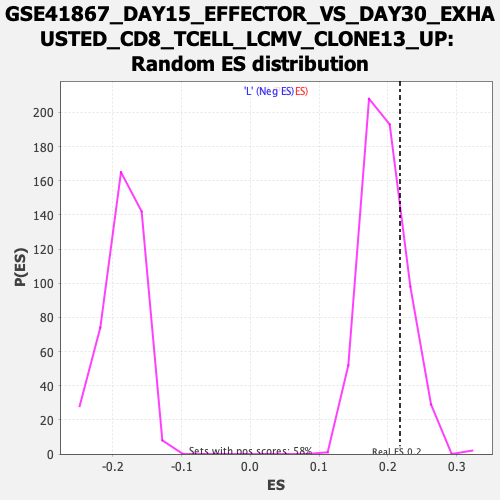 GSE41867_DAY15_EFFECTOR_VS_DAY30_EXHA
USTED_CD8_TCELL_LCMV_CLONE13_UP:
Random ES distribution
'L' (Neg ES)ES)
200
180
160
140
120
100
80
60
40
20
0
P(ES)
Sets with pos scores: 58%
Real ES 0.2
-0.2 -0.1 0.0 0.1 0.2 0.3
ES